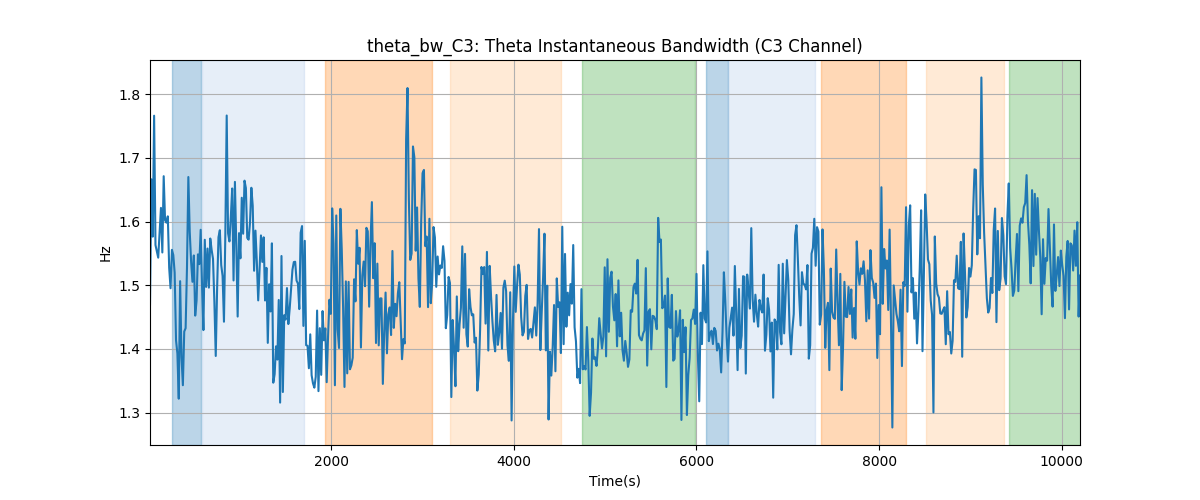 theta_bw_C3: Theta Instantaneous Bandwidth (C3 Channel)
1.8
1.7
1.6
1.5
1.4
1.3
Hz
2000 4000 6000 8000 10000
Time(s)